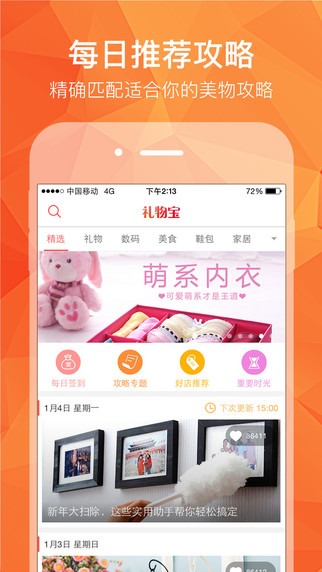 每日推荐攻略
精确匹配适合你的美物攻略
中国移动 4G 下午2:13 72%
礼物宝
精选 礼物 数码 美食 鞋包 家居
萌系内衣
❤可爱萌系才是王道❤
每日签到 攻略专题 好店推荐 重要时光
1月4日 星期一 下次更新 15:00
86411
新年大扫除，这些实用助手帮你轻松搞定
1月3日 星期日
86412